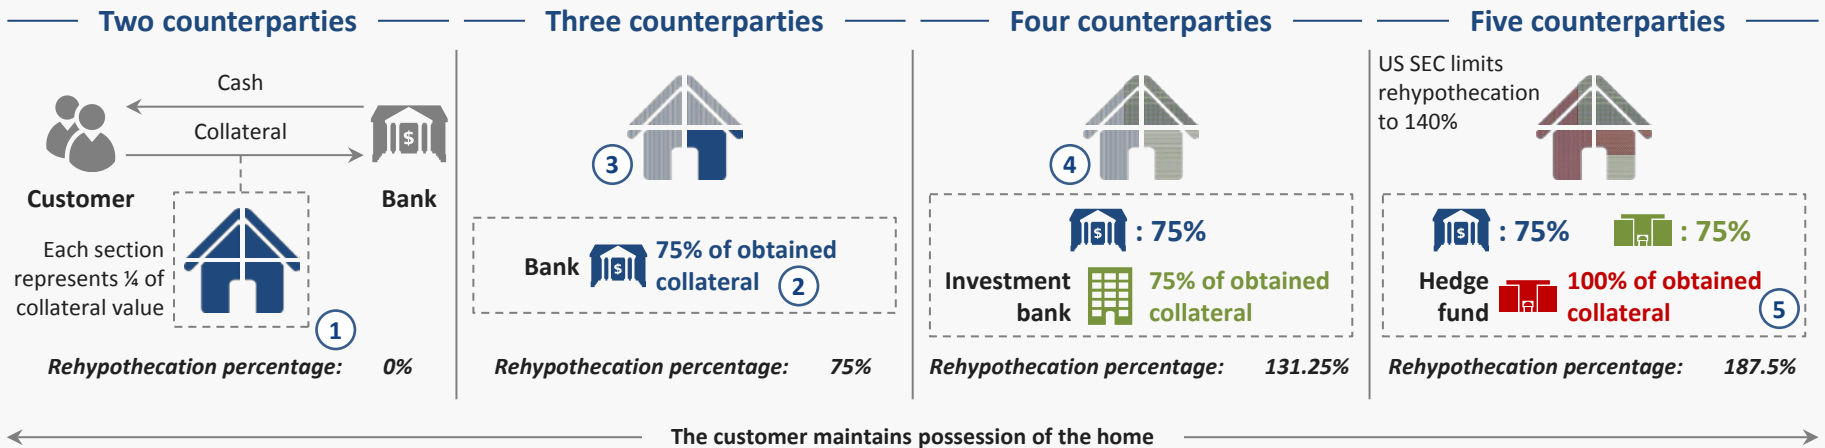 Two counterparties
Cash
Collateral
$
Customer
Bank
Each section
represents ¼ of
collateral value
1
Rehypothecation percentage: 0%
Three counterparties
3
Bank
$
75% of obtained
collateral
2
Rehypothecation percentage: 75%
Four counterparties
4
$
: 75%
Investment
bank
75% of obtained
collateral
Rehypothecation percentage: 131.25%
Five counterparties
US SEC limits
rehypothecation
to 140%
$
: 75%
: 75%
Hedge
fund
100% of obtained
collateral
5
Rehypothecation percentage: 187.5%
The customer maintains possession of the home